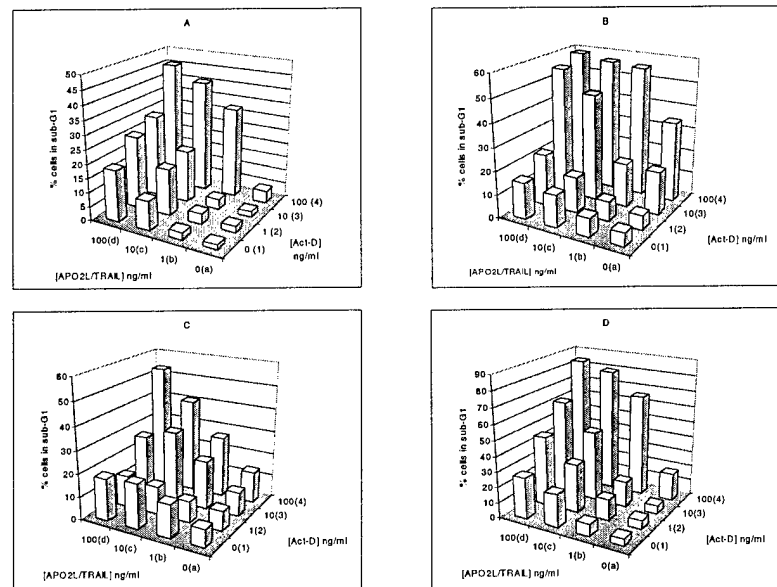 A
% cells in sub-G1
50
45
40
35
30
25
20
15
10
5
0
100(d)
10(c)
1(b)
0(a)
0(1)
1(2)
10(3)
100(4)
[Act-D]
ng/ml
[APO2L/TRAIL] ng/ml
B
% cells in sub-G1
60
50
40
30
20
10
0
100(d)
10(c)
1(b)
0(a)
0(1)
1(2)
10(3)
100(4)
[Act-D] ng/ml
[APO2L/TRAIL] ng/ml
C
% cells in sub-G1
60
50
40
30
20
10
0
100(d)
10(c)
1(b)
0(a)
0(1)
1(2)
10(3)
100(4)
[Act-D] ng/ml
[APO2L/TRAIL] ng/ml
D
% cells in sub-G1
90
80
70
60
50
40
30
20
10
0
100(d)
10(c)
1(b)
0(a)
0(1)
1(2)
10(3)
100(4)
[Act-D] ng/ml
[APO2L/TRAIL] ng/ml